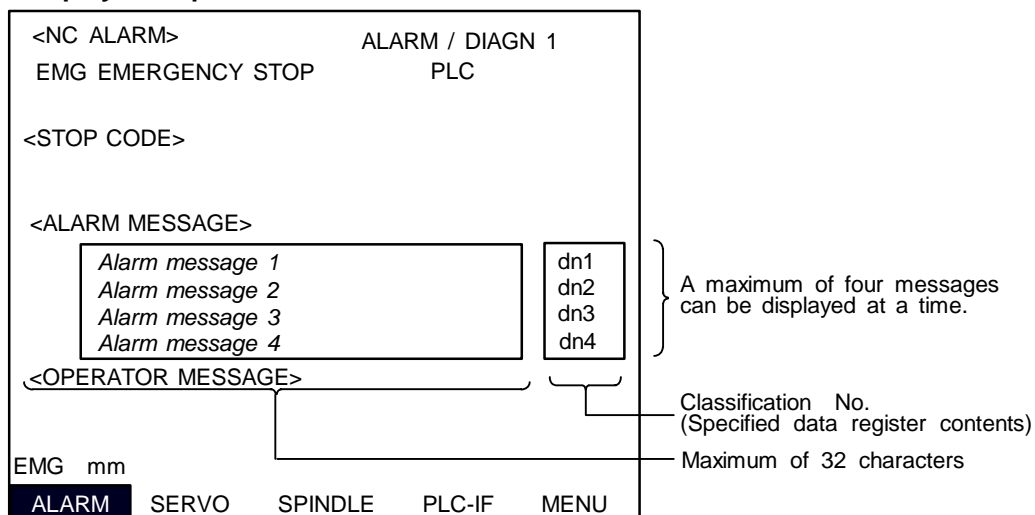 <NC ALARM> ALARM / DIAGN 1
EMG EMERGENCY STOP PLC
<STOP CODE>
<ALARM MESSAGE>
Alarm message 1 dn1
Alarm message 2 dn2
Alarm message 3 dn3
Alarm message 4 dn4
A maximum of four messages
can be displayed at a time.
<OPERATOR MESSAGE>
Classification No.
(Specified data register contents)
Maximum of 32 characters
EMG mm
ALARM SERVO SPINDLE PLC-IF MENU